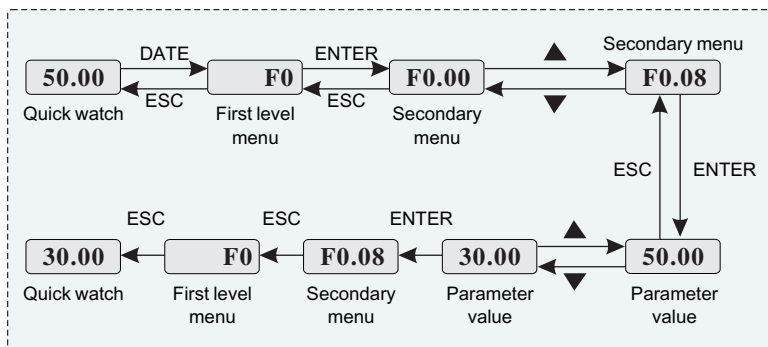 Secondary menu
DATE
ENTER
▲
50.00
F0
F0.00
F0.08
ESC
ESC
▼
Quick watch
First level
menu
Secondary
menu
ESC
ENTER
ESC
ESC
ENTER
▲
30.00
F0
F0.08
30.00
50.00
▼
Quick watch
First level
menu
Secondary
menu
Parameter
value
Parameter
value